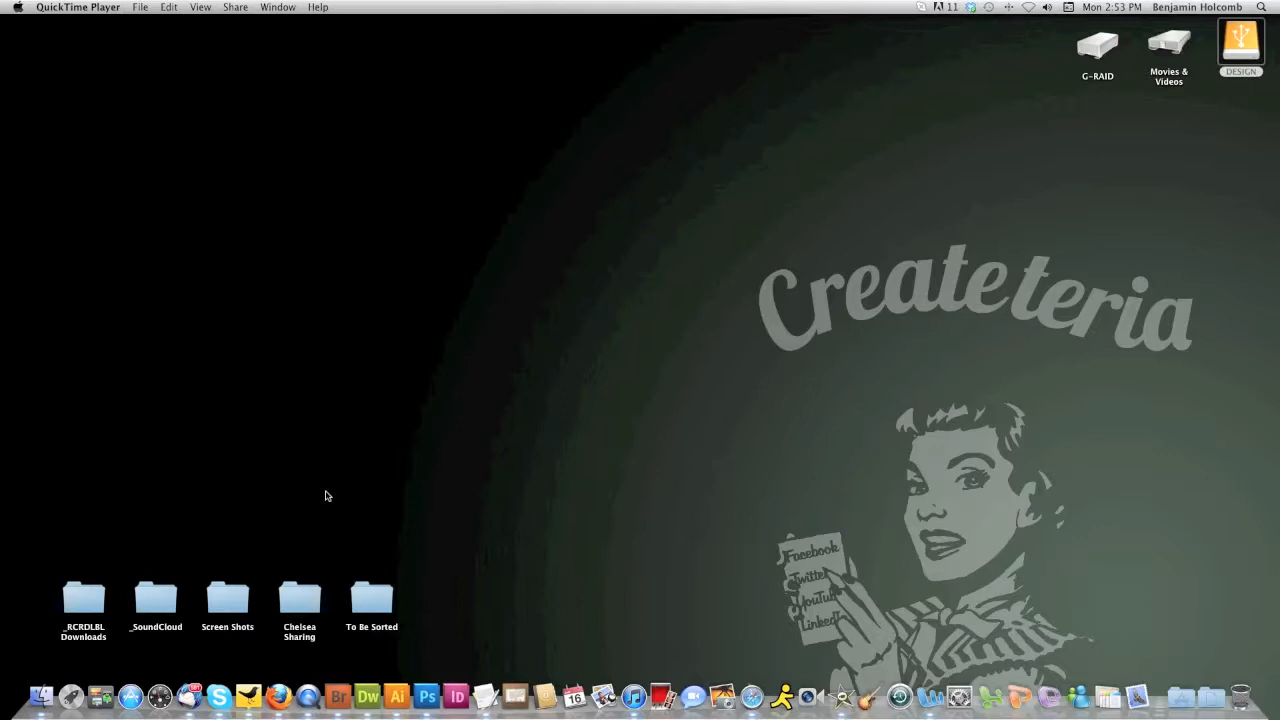 QuickTime Player File Edit View Share Window Help 11 Mon 2:53 PM Benjamin Holcomb
G-RAID
Movies & Videos
DESIGN
Createteria
Facebook
Twitter
YouTube
LinkedI
_RCRDLBL Downloads
_SoundCloud
Screen Shots
Chelsea Sharing
To Be Sorted
Br Dw Ai Ps Id 16